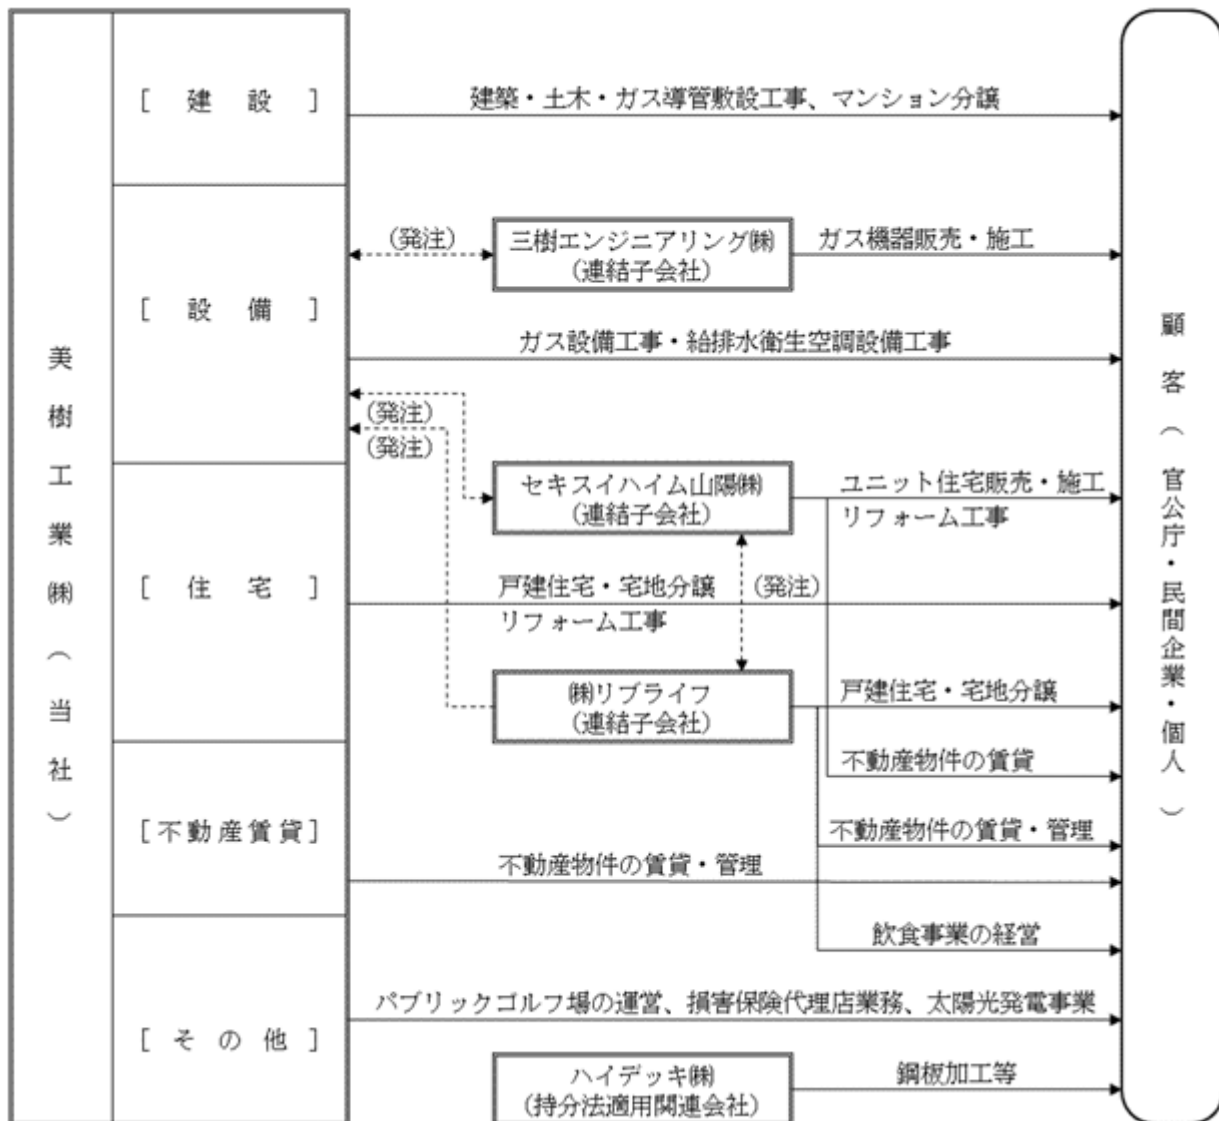 美樹工業㈱（当社）
［建設］
建築・土木・ガス導管敷設工事、マンション分譲
［設備］
（発注）
三樹エンジニアリング㈱
（連結子会社）
ガス機器販売・施工
ガス設備工事・給排水衛生空調設備工事
（発注）
（発注）
［住宅］
セキスイハイム山陽㈱
（連結子会社）
ユニット住宅販売・施工
リフォーム工事
戸建住宅・宅地分譲
リフォーム工事
（発注）
㈱リブライフ
（連結子会社）
戸建住宅・宅地分譲
不動産物件の賃貸
［不動産賃貸］
不動産物件の賃貸・管理
不動産物件の賃貸・管理
飲食事業の経営
［その他］
パブリックゴルフ場の運営、損害保険代理店業務、太陽光発電事業
ハイデッキ㈱
（持分法適用関連会社）
鋼板加工等
顧客（官公庁・民間企業・個人）